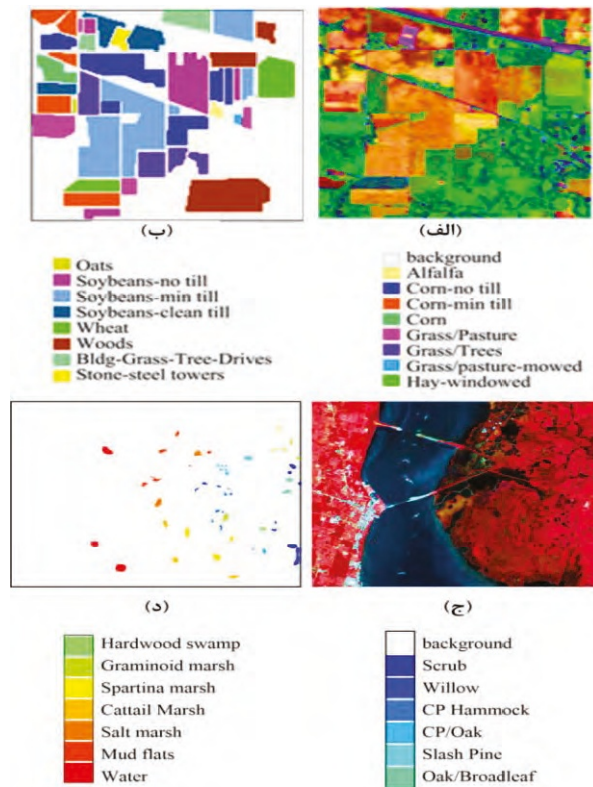 (ب)
(الف)
Oats
Soybeans-no till
Soybeans-min till
Soybeans-clean till
Wheat
Woods
Bldg-Grass-Tree-Drives
Stone-steel towers
background
Alfalfa
Corn-no till
Corn-min till
Corn
Grass/Pasture
Grass/Trees
Grass/pasture-mowed
Hay-windowed
(د)
(ج)
Hardwood swamp
Graminoid marsh
Spartina marsh
Cattail Marsh
Salt marsh
Mud flats
Water
background
Scrub
Willow
CP Hammock
CP/Oak
Slash Pine
Oak/Broadleaf